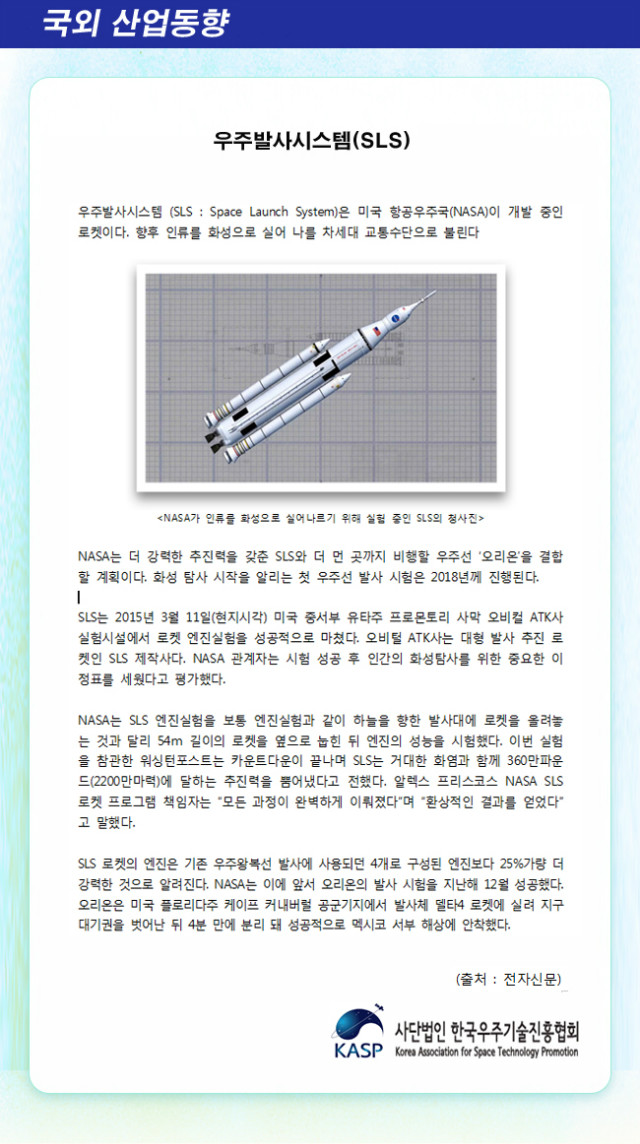 국외 산업동향
우주발사시스템(SLS)
우주발사시스템 (SLS : Space Launch System)은 미국 항공우주국(NASA)이 개발 중인
로켓이다. 향후 인류를 화성으로 실어 나를 차세대 교통수단으로 불린다
<NASA가 인류를 화성으로 실어나르기 위해 실험 중인 SLS의 청사진>
NASA는 더 강력한 추진력을 갖춘 SLS와 더 먼 곳까지 비행할 우주선 '오리온'을 결합
할 계획이다. 화성 탐사 시작을 알리는 첫 우주선 발사 시험은 2018년께 진행된다.
SLS는 2015년 3월 11일(현지시각) 미국 중서부 유타주 프로몬토리 사막 오비컬 ATK사
실험시설에서 로켓 엔진실험을 성공적으로 마쳤다. 오비털 ATK사는 대형 발사 추진 로
켓인 SLS 제작사다. NASA 관계자는 시험 성공 후 인간의 화성탐사를 위한 중요한 이
정표를 세웠다고 평가했다.
NASA는 SLS 엔진실험을 보통 엔진실험과 같이 하늘을 향한 발사대에 로켓을 올려놓
는 것과 달리 54m 길이의 로켓을 옆으로 눕힌 뒤 엔진의 성능을 시험했다. 이번 실험
을 참관한 워싱턴포스트는 카운트다운이 끝나며 SLS는 거대한 화염과 함께 360만파운
드(2200만마력)에 달하는 추진력을 뿜어냈다고 전했다. 알렉스 프리스코스 NASA SLS
로켓 프로그램 책임자는 "모든 과정이 완벽하게 이뤄졌다"며 "환상적인 결과를 얻었다"
고 말했다.
SLS 로켓의 엔진은 기존 우주왕복선 발사에 사용되던 4개로 구성된 엔진보다 25%가량 더
강력한 것으로 알려진다. NASA는 이에 앞서 오리온의 발사 시험을 지난해 12월 성공했다.
오리온은 미국 플로리다주 케이프 커내버럴 공군기지에서 발사체 델타4 로켓에 실려 지구
대기권을 벗어난 뒤 4분 만에 분리 돼 성공적으로 멕시코 서부 해상에 안착했다.
(출처 : 전자신문)
KASP
사단법인 한국우주기술진흥협회
Korea Association for Space Technology Promotion